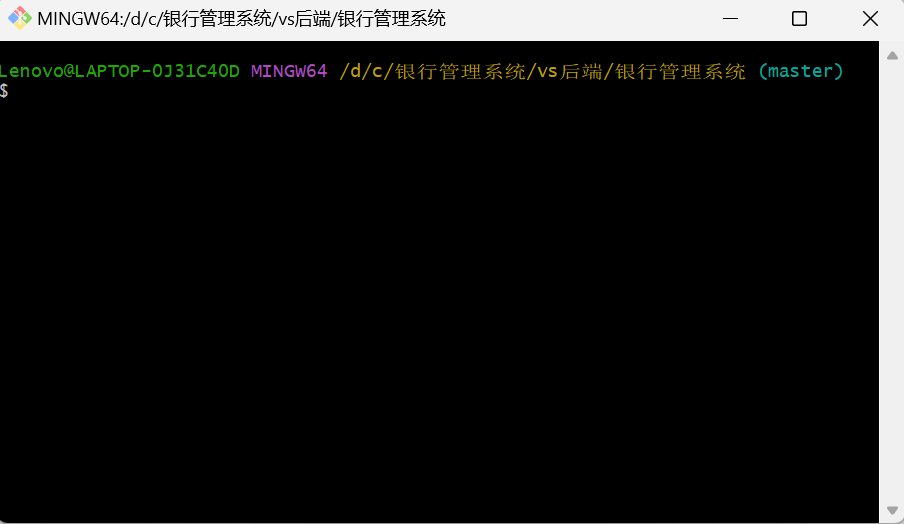 MINGW64:/d/c/银行管理系统/vs后端/银行管理系统
Lenovo@LAPTOP-0J31C4OD MINGW64 /d/c/银行管理系统/vs后端/银行管理系统 (master)
$